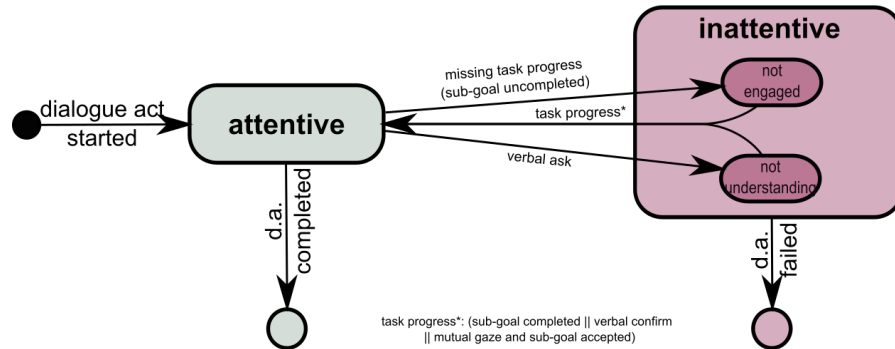 inattentive
missing task progress
(sub-goal uncompleted)
not
engaged
dialogue act
started
attentive
task progress*
verbal ask
not
understanding
d.a.
completed
d.a.
failed
task progress*: (sub-goal completed || verbal confirm
|| mutual gaze and sub-goal accepted)